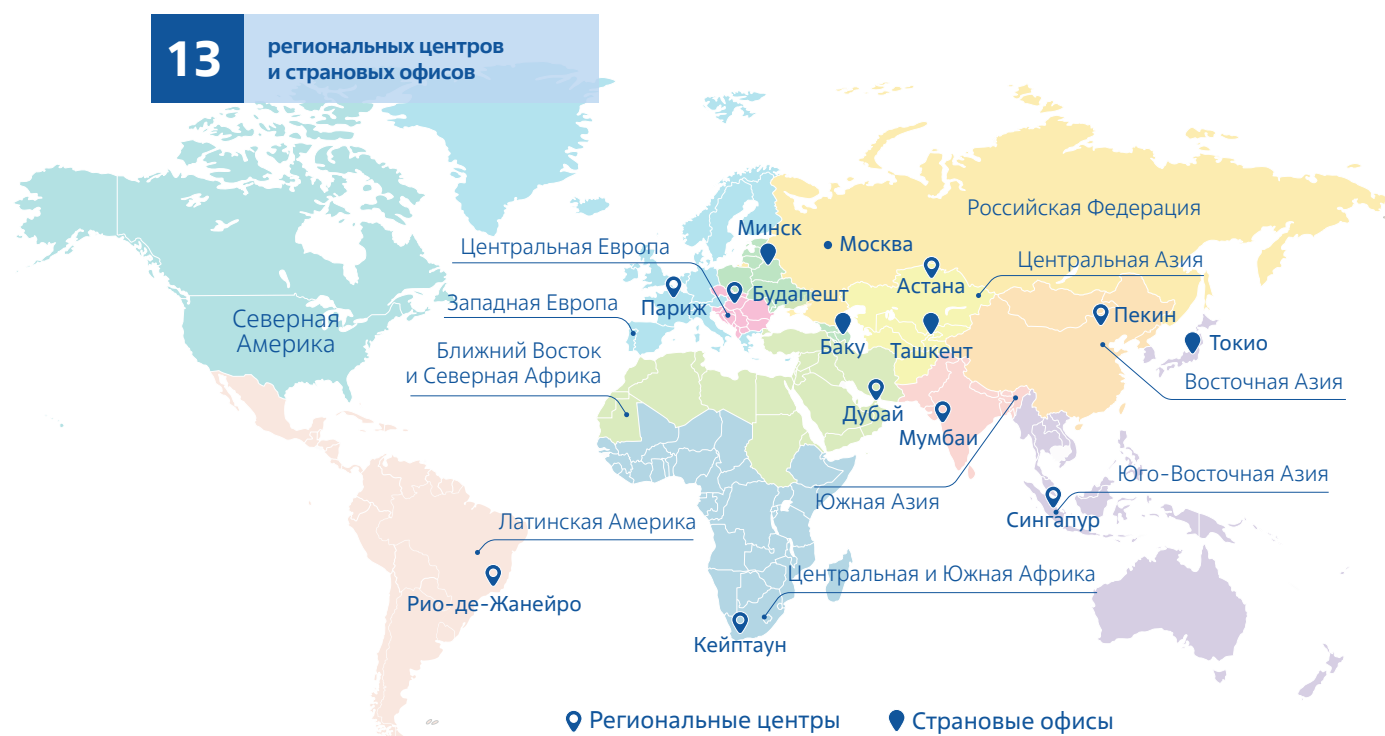 13
региональных центров
и страновых офисов
Российская Федерация
Минск
Москва
Центральная Европа
Центральная Азия
Астана
Западная Европа
Париж
Будапешт
Пекин
Северная
Америка
Баку
Ташкент
Токио
Ближний Восток
и Северная Африка
Восточная Азия
Дубай
Мумбаи
Юго-Восточная Азия
Южная Азия
Сингапур
Латинская Америка
Центральная и Южная Африка
Рио-де-Жанейро
Кейптаун
Региональные центры
Страновые офисы